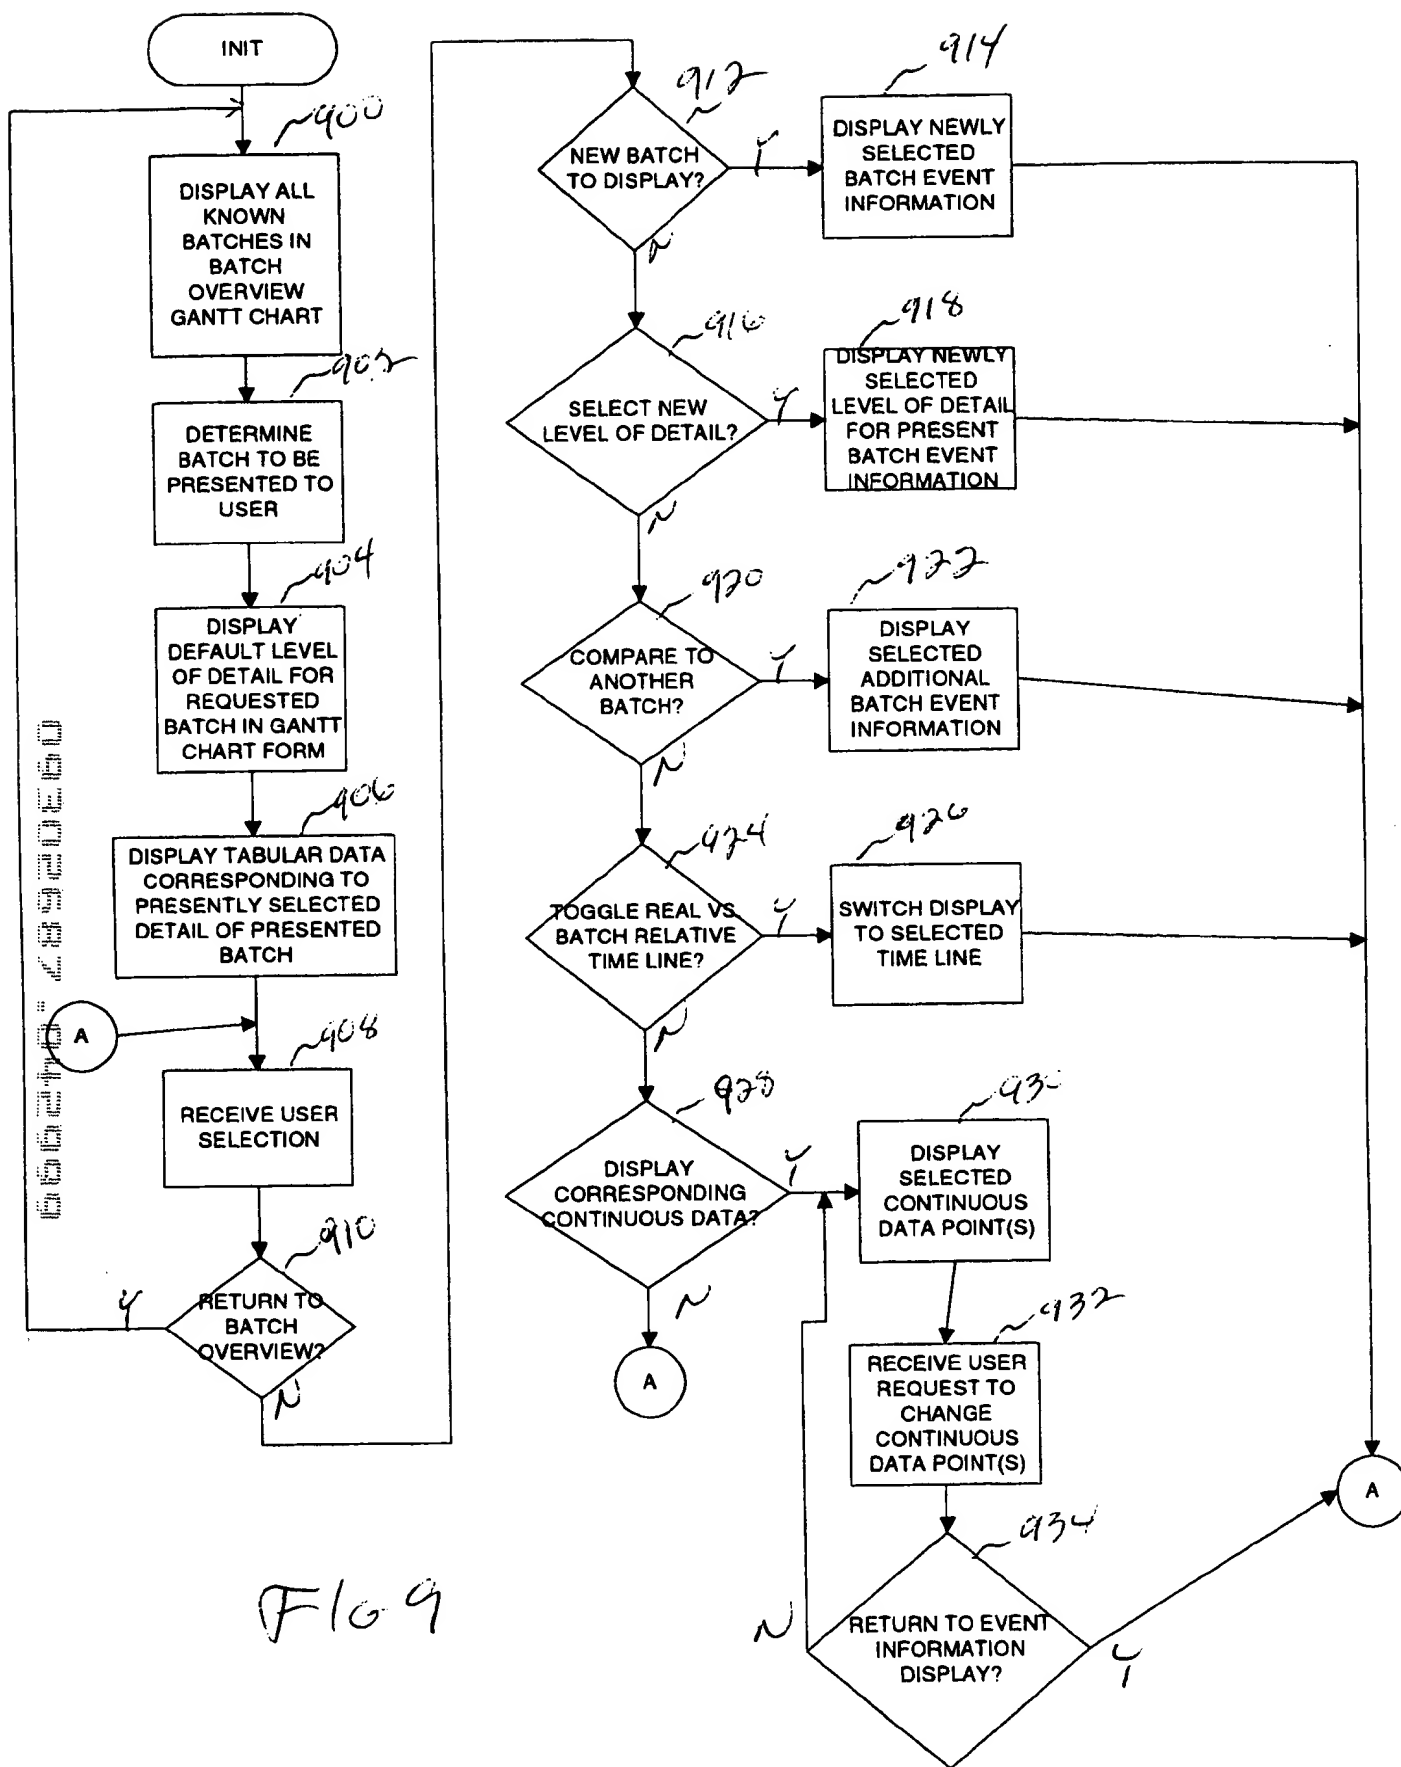 INIT
900
DISPLAY ALL
KNOWN
BATCHES IN
BATCH
OVERVIEW
GANTT CHART
902
DETERMINE
BATCH TO BE
PRESENTED TO
USER
904
DISPLAY
DEFAULT LEVEL
OF DETAIL FOR
REQUESTED
BATCH IN GANTT
CHART FORM
906
DISPLAY TABULAR DATA
CORRESPONDING TO
PRESENTLY SELECTED
DETAIL OF PRESENTED
BATCH
A
908
RECEIVE USER
SELECTION
910
RETURN TO
BATCH
OVERVIEW?
Y
N
09302687.042999
912
NEW BATCH
TO DISPLAY?
Y
N
914
DISPLAY NEWLY
SELECTED
BATCH EVENT
INFORMATION
916
SELECT NEW
LEVEL OF DETAIL?
Y
N
918
DISPLAY NEWLY
SELECTED
LEVEL OF DETAIL
FOR PRESENT
BATCH EVENT
INFORMATION
920
COMPARE TO
ANOTHER
BATCH?
Y
N
922
DISPLAY
SELECTED
ADDITIONAL
BATCH EVENT
INFORMATION
924
TOGGLE REAL VS.
BATCH RELATIVE
TIME LINE?
Y
N
926
SWITCH DISPLAY
TO SELECTED
TIME LINE
928
DISPLAY
CORRESPONDING
CONTINUOUS DATA?
Y
N
A
930
DISPLAY
SELECTED
CONTINUOUS
DATA POINT(S)
932
RECEIVE USER
REQUEST TO
CHANGE
CONTINUOUS
DATA POINT(S)
934
RETURN TO EVENT
INFORMATION
DISPLAY?
N
Y
A
FIG 9